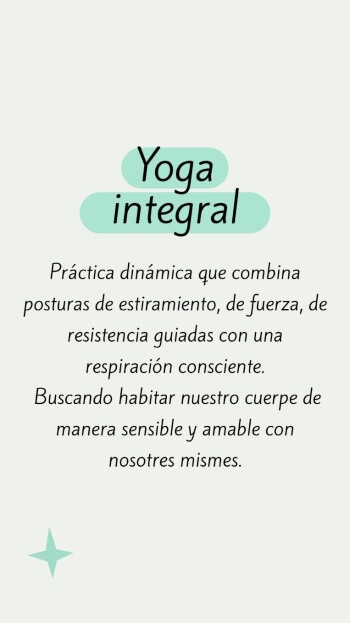 Yoga
integral
Práctica dinámica que combina
posturas de estiramiento, de fuerza, de
resistencia guiadas con una
respiración consciente.
Buscando habitar nuestro cuerpe de
manera sensible y amable con
nosotres mismes.